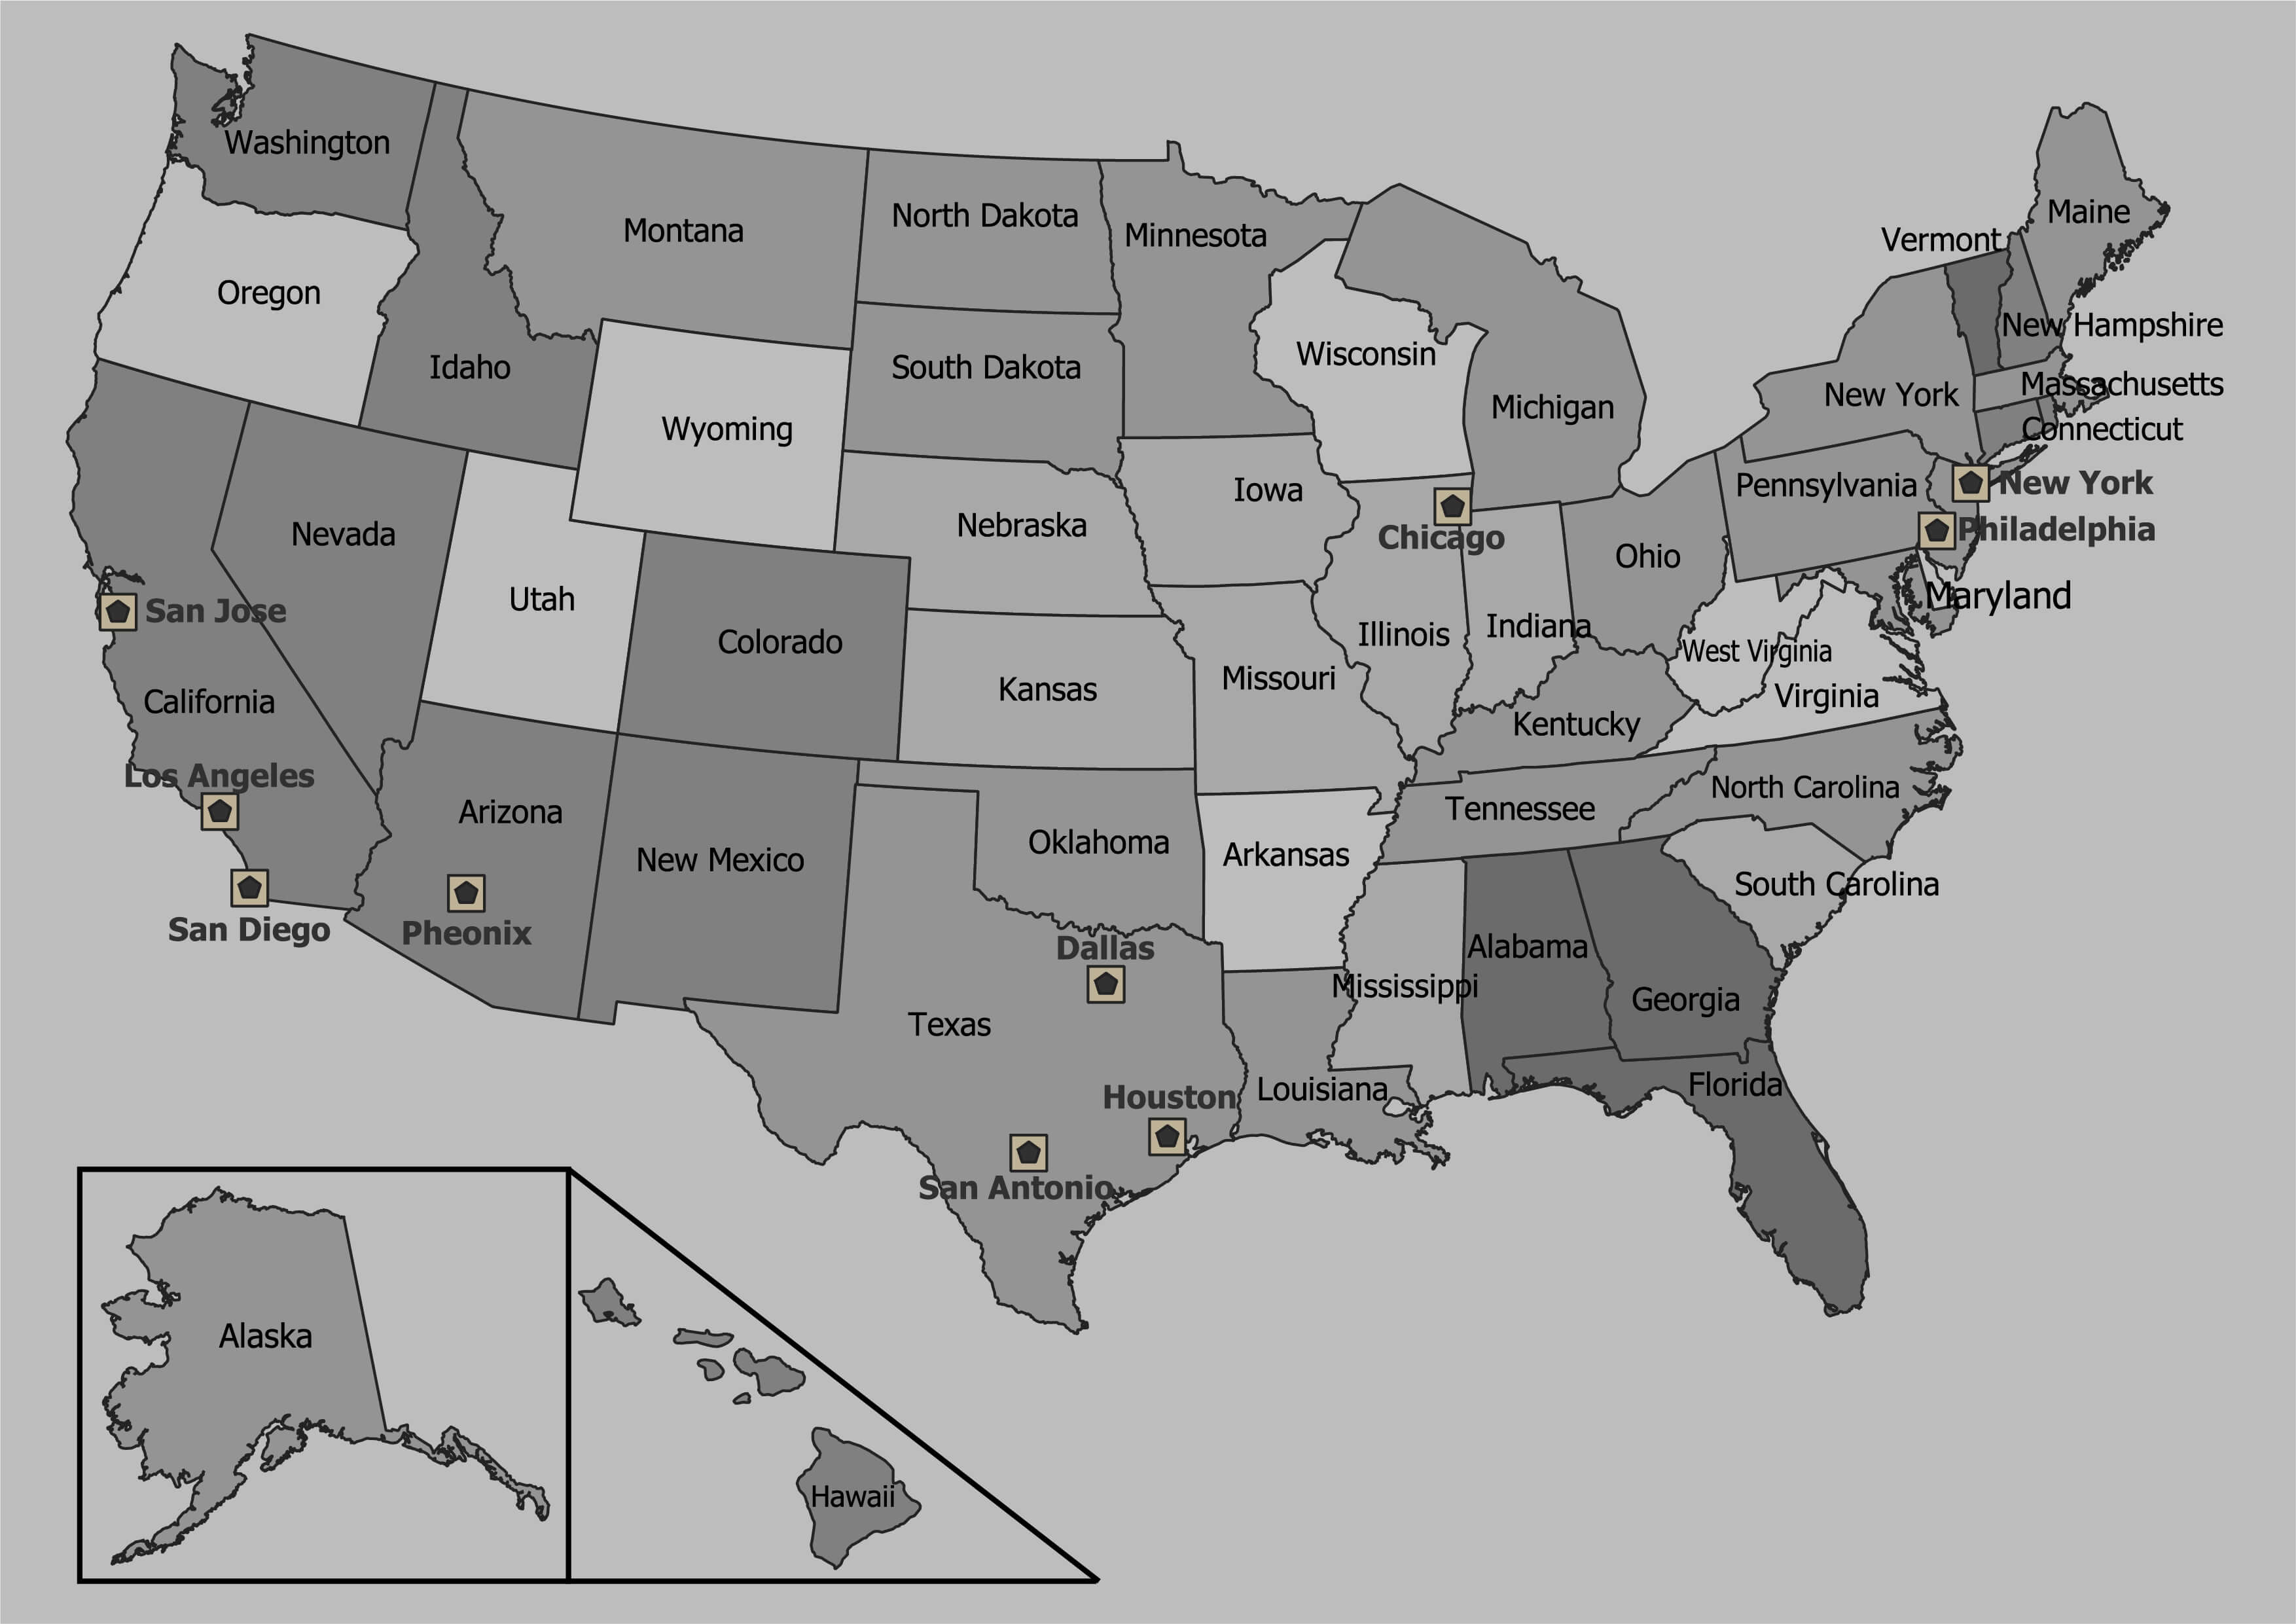 Washington
Montana
North Dakota
Minnesota
Maine
Vermont
Oregon
Idaho
South Dakota
Wisconsin
New Hampshire
Wyoming
Michigan
New York
Massachusetts
Connecticut
Nevada
Nebraska
Iowa
Chicago
Pennsylvania
New York
Philadelphia
Ohio
San Jose
Utah
Colorado
Kansas
Missouri
Illinois
Indiana
Maryland
West Virginia
Virginia
California
Kentucky
Los Angeles
Arizona
New Mexico
Oklahoma
Arkansas
Tennessee
North Carolina
South Carolina
San Diego
Pheonix
Dallas
Mississippi
Alabama
Georgia
Texas
Houston
Louisiana
Florida
San Antonio
Alaska
Hawaii